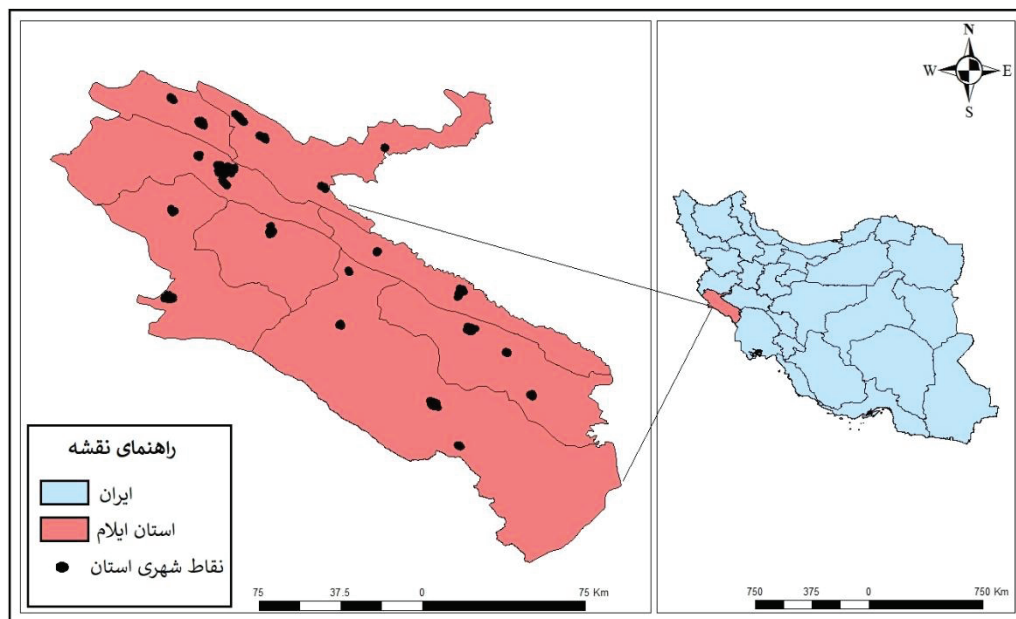 N
W E
S
راهنمای نقشه
ایران
استان ایلام
نقاط شهری استان
75 37.5 0 75 Km
750 375 0 750 Km